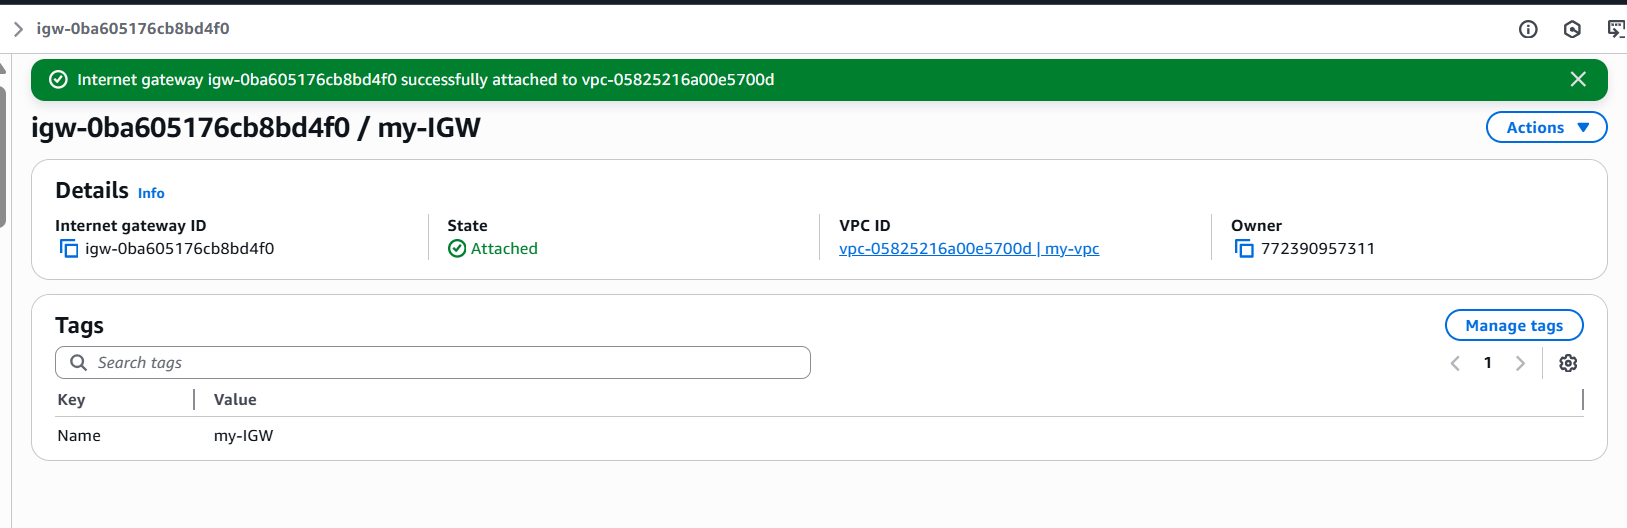 igw-0ba605176cb8bd4f0
Internet gateway igw-0ba605176cb8bd4f0 successfully attached to vpc-05825216a00e5700d
igw-0ba605176cb8bd4f0 / my-IGW
Actions
Details Info
Internet gateway ID
igw-0ba605176cb8bd4f0
State
Attached
VPC ID
vpc-05825216a00e5700d | my-vpc
Owner
772390957311
Tags
Manage tags
Search tags
1
Key Value
Name my-IGW